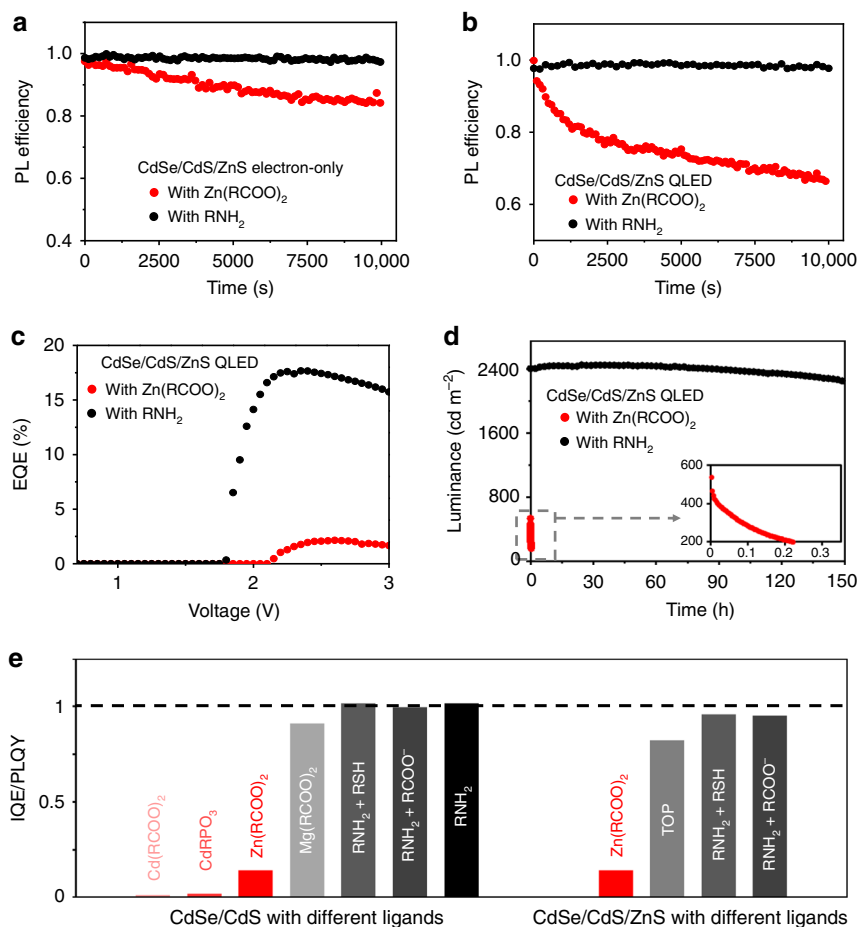 a
1.0
0.8
0.6
0.4
PL efficiency
CdSe/CdS/ZnS electron-only
With Zn(RCOO)₂
With RNH₂
0 2500 5000 7500 10,000
Time (s)
b
1.0
0.8
0.6
PL efficiency
CdSe/CdS/ZnS QLED
With Zn(RCOO)₂
With RNH₂
0 2500 5000 7500 10,000
Time (s)
c
20
15
10
5
0
EQE (%)
CdSe/CdS/ZnS QLED
With Zn(RCOO)₂
With RNH₂
1 2 3
Voltage (V)
d
2400
1600
800
0
Luminance (cd m⁻²)
CdSe/CdS/ZnS QLED
With Zn(RCOO)₂
With RNH₂
600
400
200
0 0.1 0.2 0.3
0 30 60 90 120 150
Time (h)
e
1
0.5
0
IQE/PLQY
Cd(RCOO)₂
CdRPO₃
Zn(RCOO)₂
Mg(RCOO)₂
RNH₂ + RSH
RNH₂ + RCOO⁻
RNH₂
Zn(RCOO)₂
TOP
RNH₂ + RSH
RNH₂ + RCOO⁻
CdSe/CdS with different ligands
CdSe/CdS/ZnS with different ligands